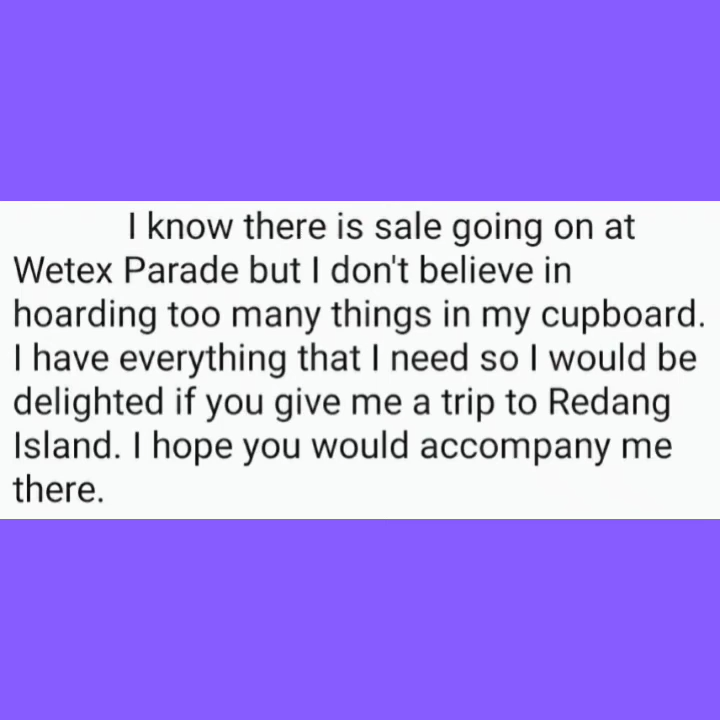 I know there is sale going on at
Wetex Parade but I don't believe in
hoarding too many things in my cupboard.
I have everything that I need so I would be
delighted if you give me a trip to Redang
Island. I hope you would accompany me
there.